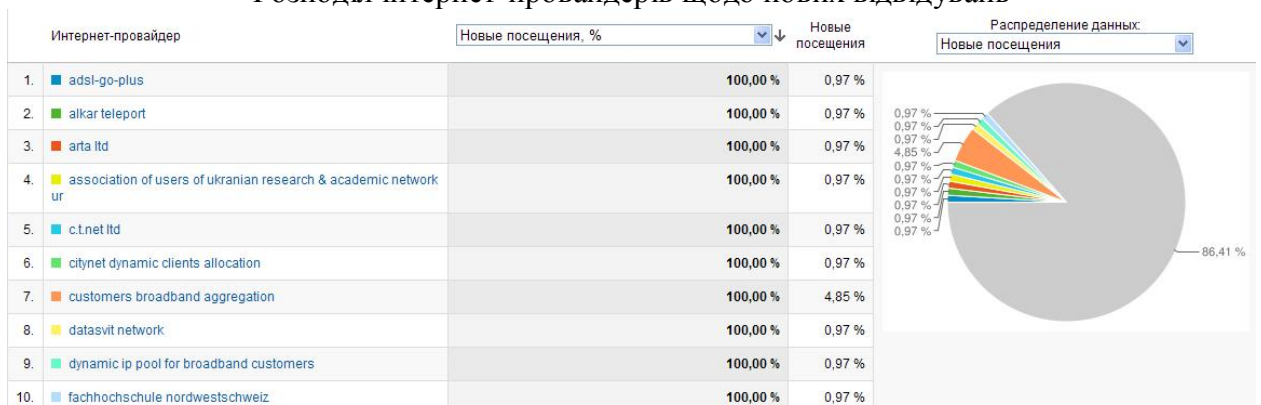 Розподіл інтернет-провайдерів щодо нових відвідувань
Интернет-провайдер
Новые посещения, %
Новые посещения
Распределение данных:
Новые посещения
1. adsl-go-plus 100,00 % 0,97 %
2. alkar teleport 100,00 % 0,97 %
3. arta ltd 100,00 % 0,97 %
4. association of users of ukranian research & academic network 100,00 % 0,97 %
ur
5. c.t.net ltd 100,00 % 0,97 %
6. citynet dynamic clients allocation 100,00 % 0,97 %
7. customers broadband aggregation 100,00 % 4,85 %
8. datasvit network 100,00 % 0,97 %
9. dynamic ip pool for broadband customers 100,00 % 0,97 %
10. fachhochschule nordwestschweiz 100,00 % 0,97 %
0,97 %
0,97 %
0,97 %
4,85 %
0,97 %
0,97 %
0,97 %
0,97 %
0,97 %
0,97 %
86,41 %